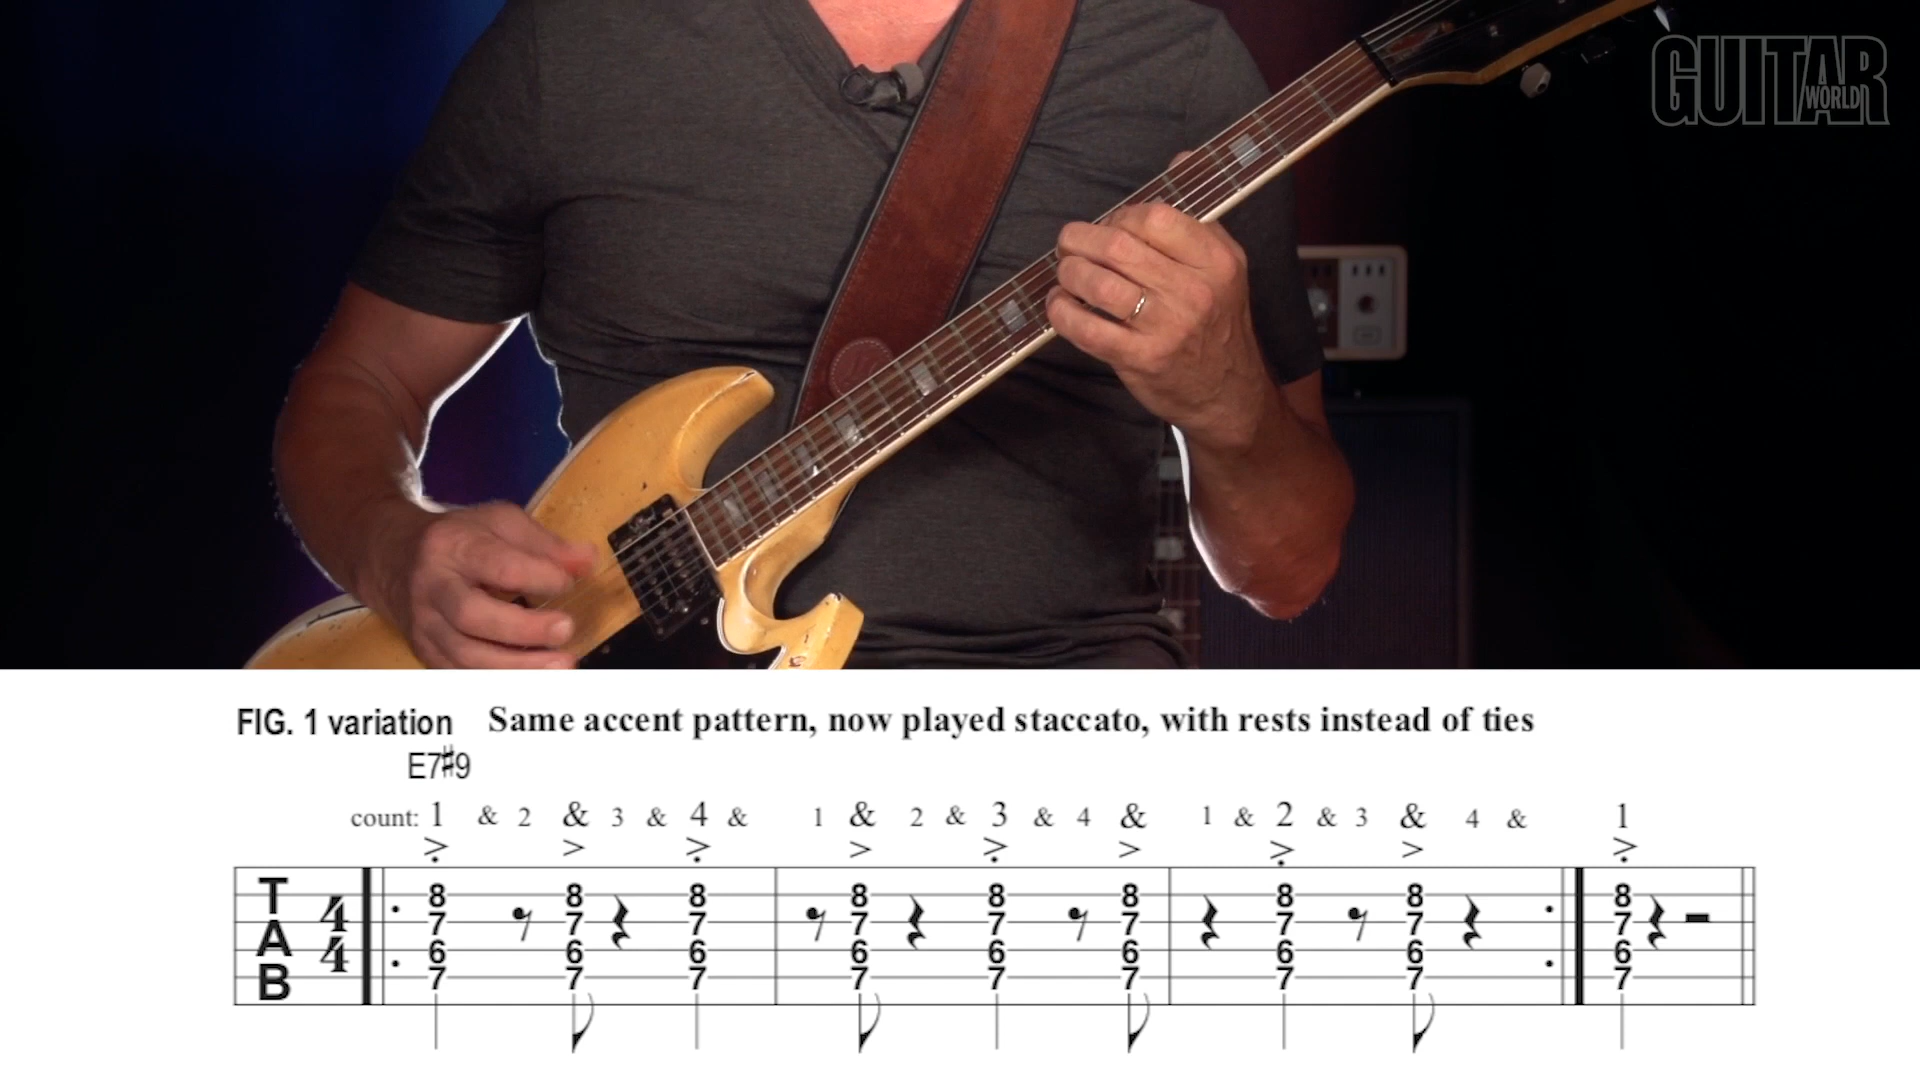 GUITAR
WORLD
FIG. 1 variation Same accent pattern, now played staccato, with rests instead of ties
E7#9
count: 1 & 2 & 3 & 4 & 1 & 2 & 3 & 4 & 1 & 2 & 3 & 4 & 1
> > > > > > > > >
T 8 8 8 8 8 8 8 8 8
4 7 7 7 7 7 7 7 7 7
A 6 6 6 6 6 6 6 6 6
4
B 7 7 7 7 7 7 7 7 7